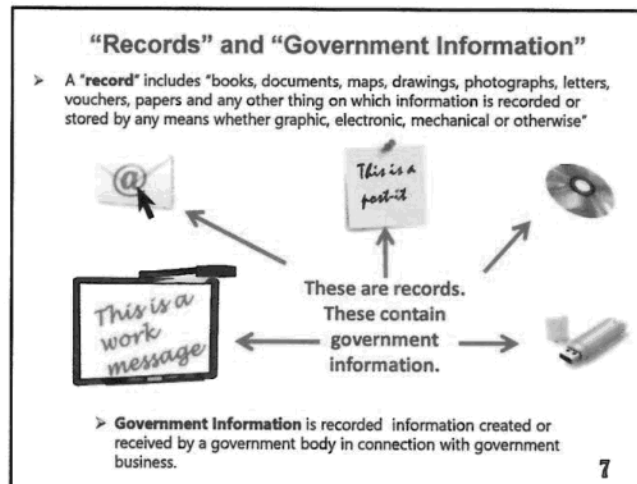 "Records" and "Government Information"
➢ A "record" includes "books, documents, maps, drawings, photographs, letters,
vouchers, papers and any other thing on which information is recorded or
stored by any means whether graphic, electronic, mechanical or otherwise"
@
This is a
post-it
These are records.
These contain
government
information.
This is a
work
message
➢ Government Information is recorded information created or
received by a government body in connection with government
business.
7